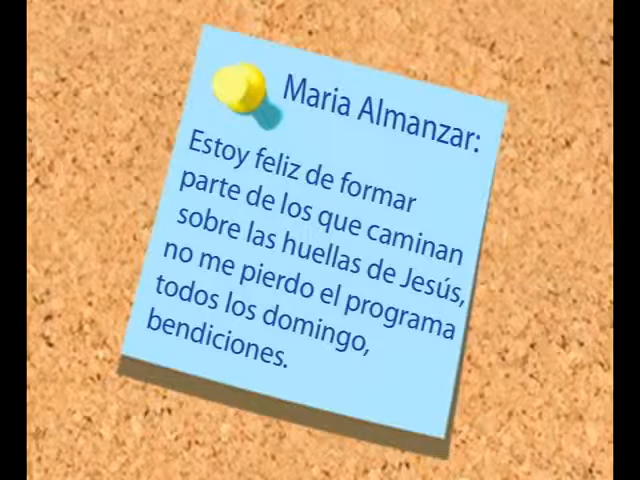 Maria Almanzar:
Estoy feliz de formar
parte de los que caminan
sobre las huellas de Jesús,
no me pierdo el programa
todos los domingo,
bendiciones.